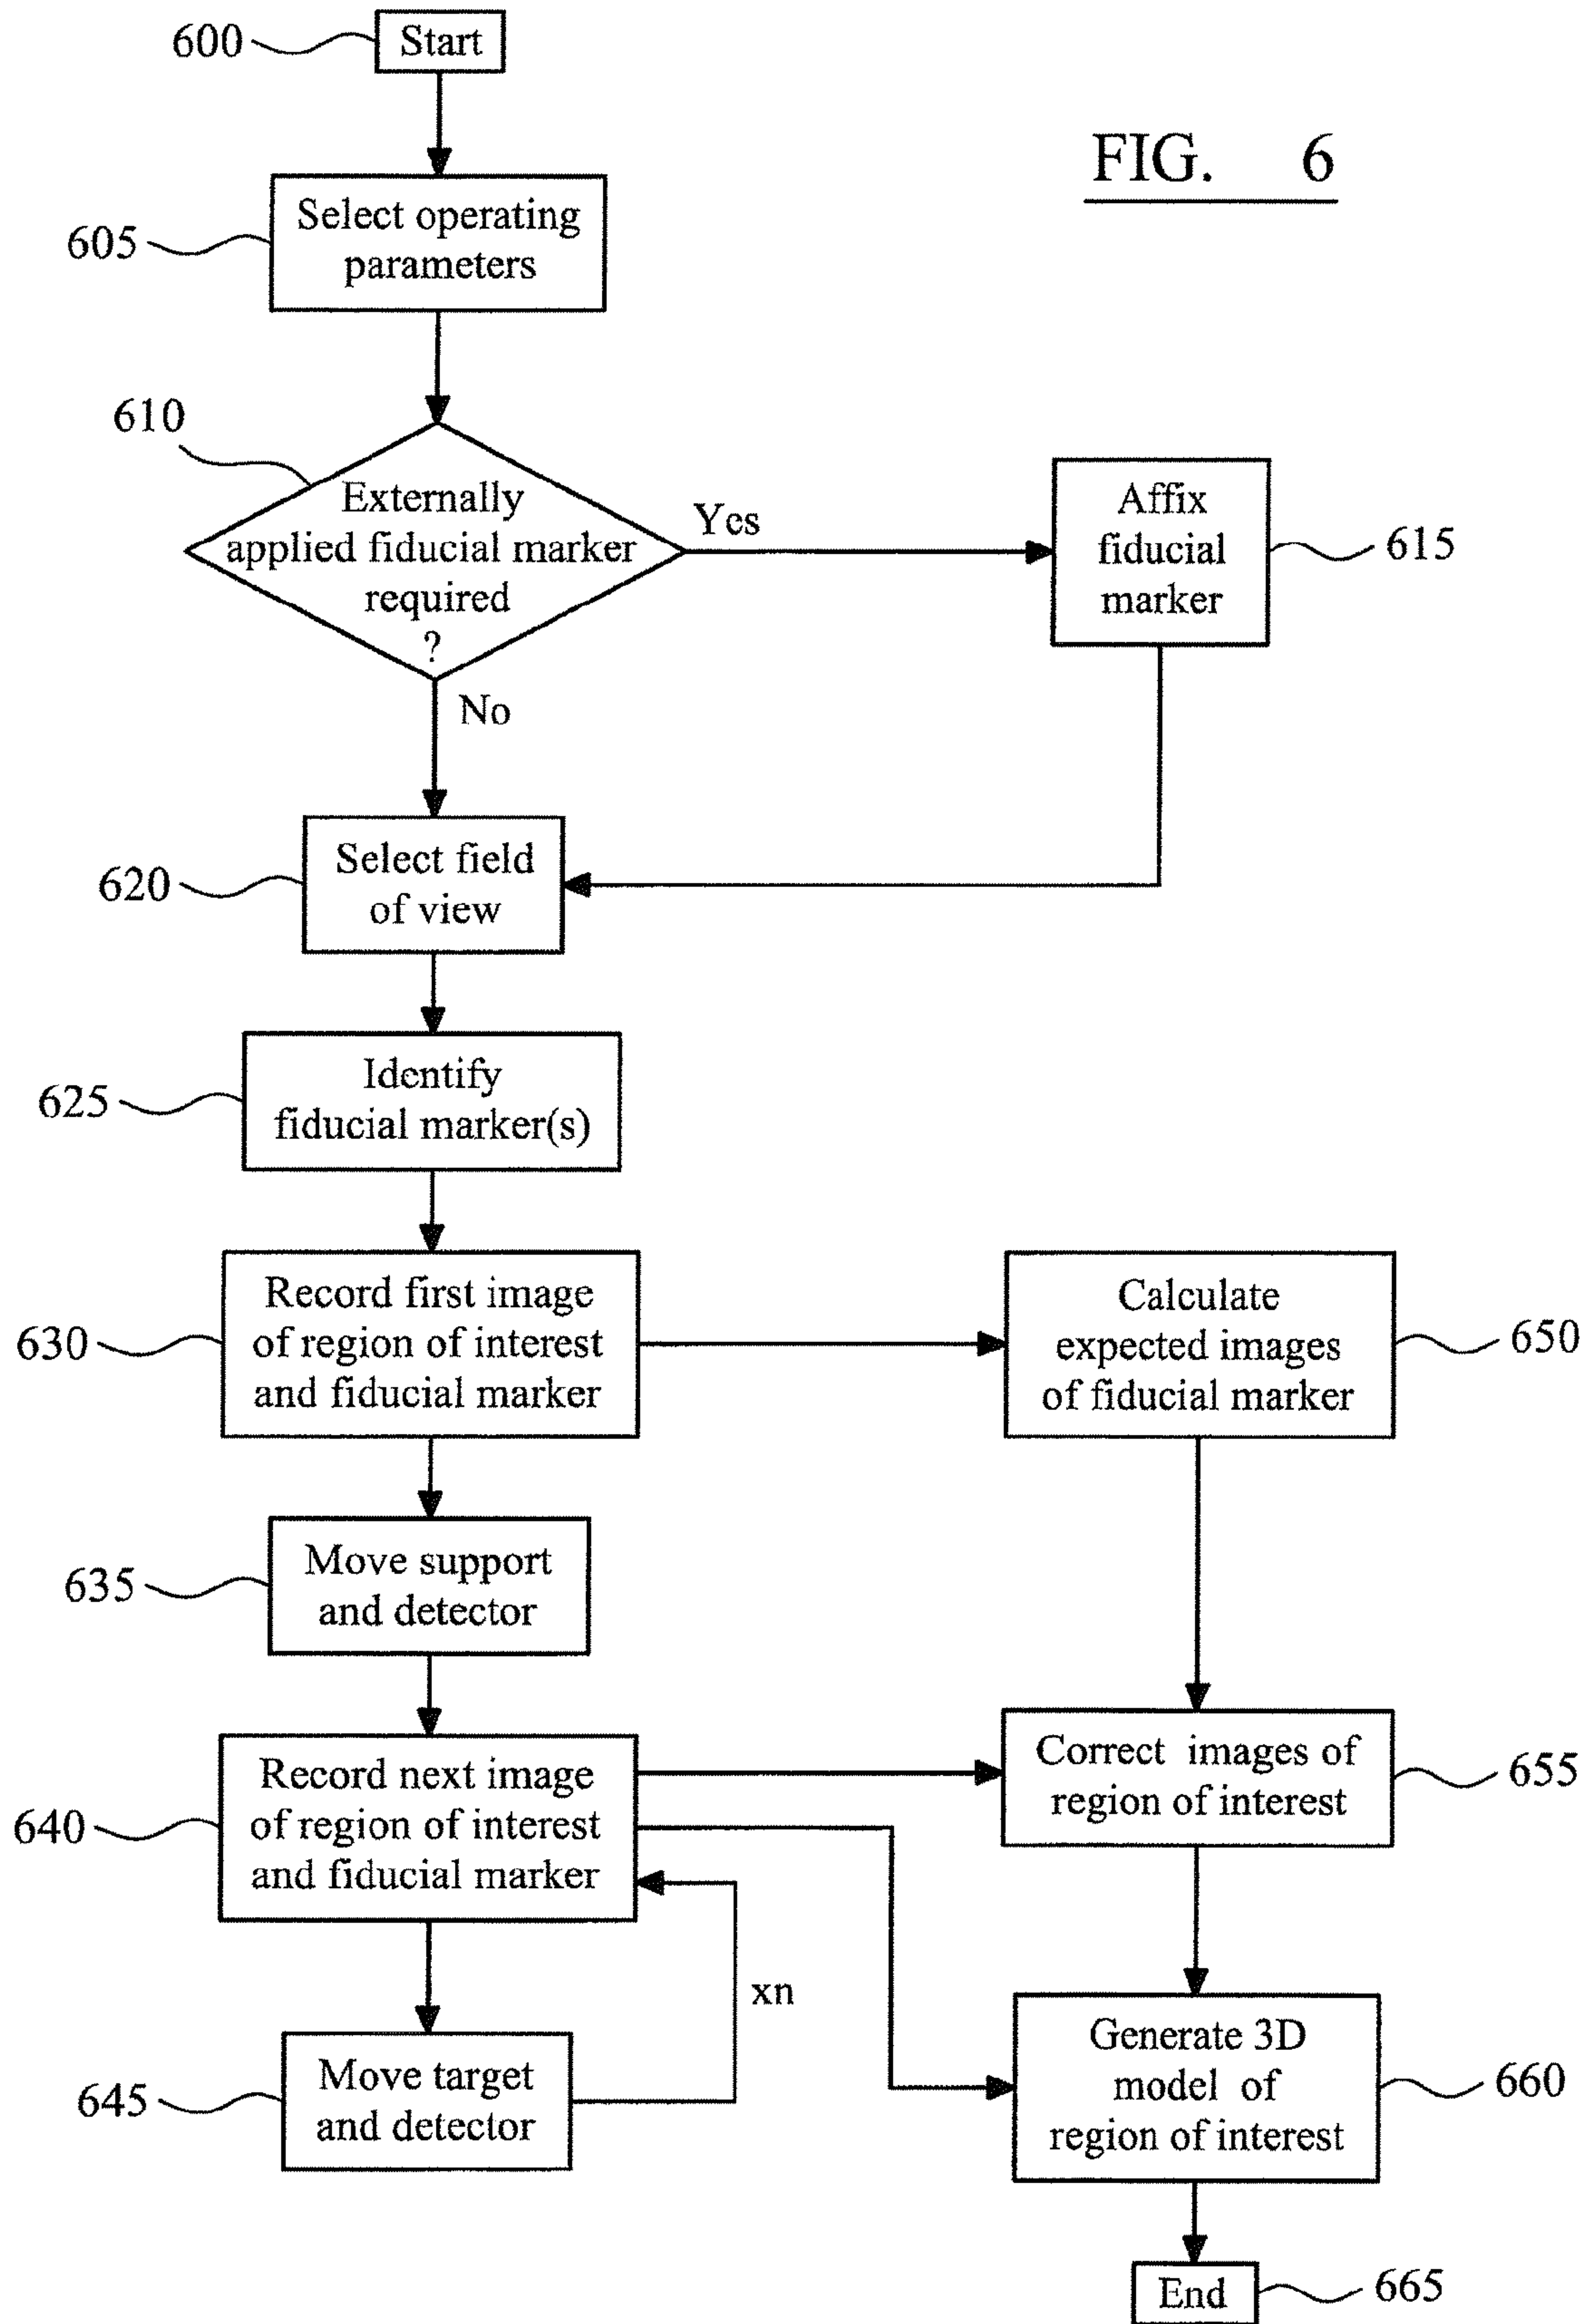 600
Start
FIG. 6
605
Select operating
parameters
610
Externally
applied fiducial marker
required
?
Yes
Affix
fiducial
marker
615
No
620
Select field
of view
625
Identify
fiducial marker(s)
630
Record first image
of region of interest
and fiducial marker
Calculate
expected images
of fiducial marker
650
635
Move support
and detector
640
Record next image
of region of interest
and fiducial marker
Correct images of
region of interest
655
xn
645
Move target
and detector
Generate 3D
model of
region of interest
660
End
665